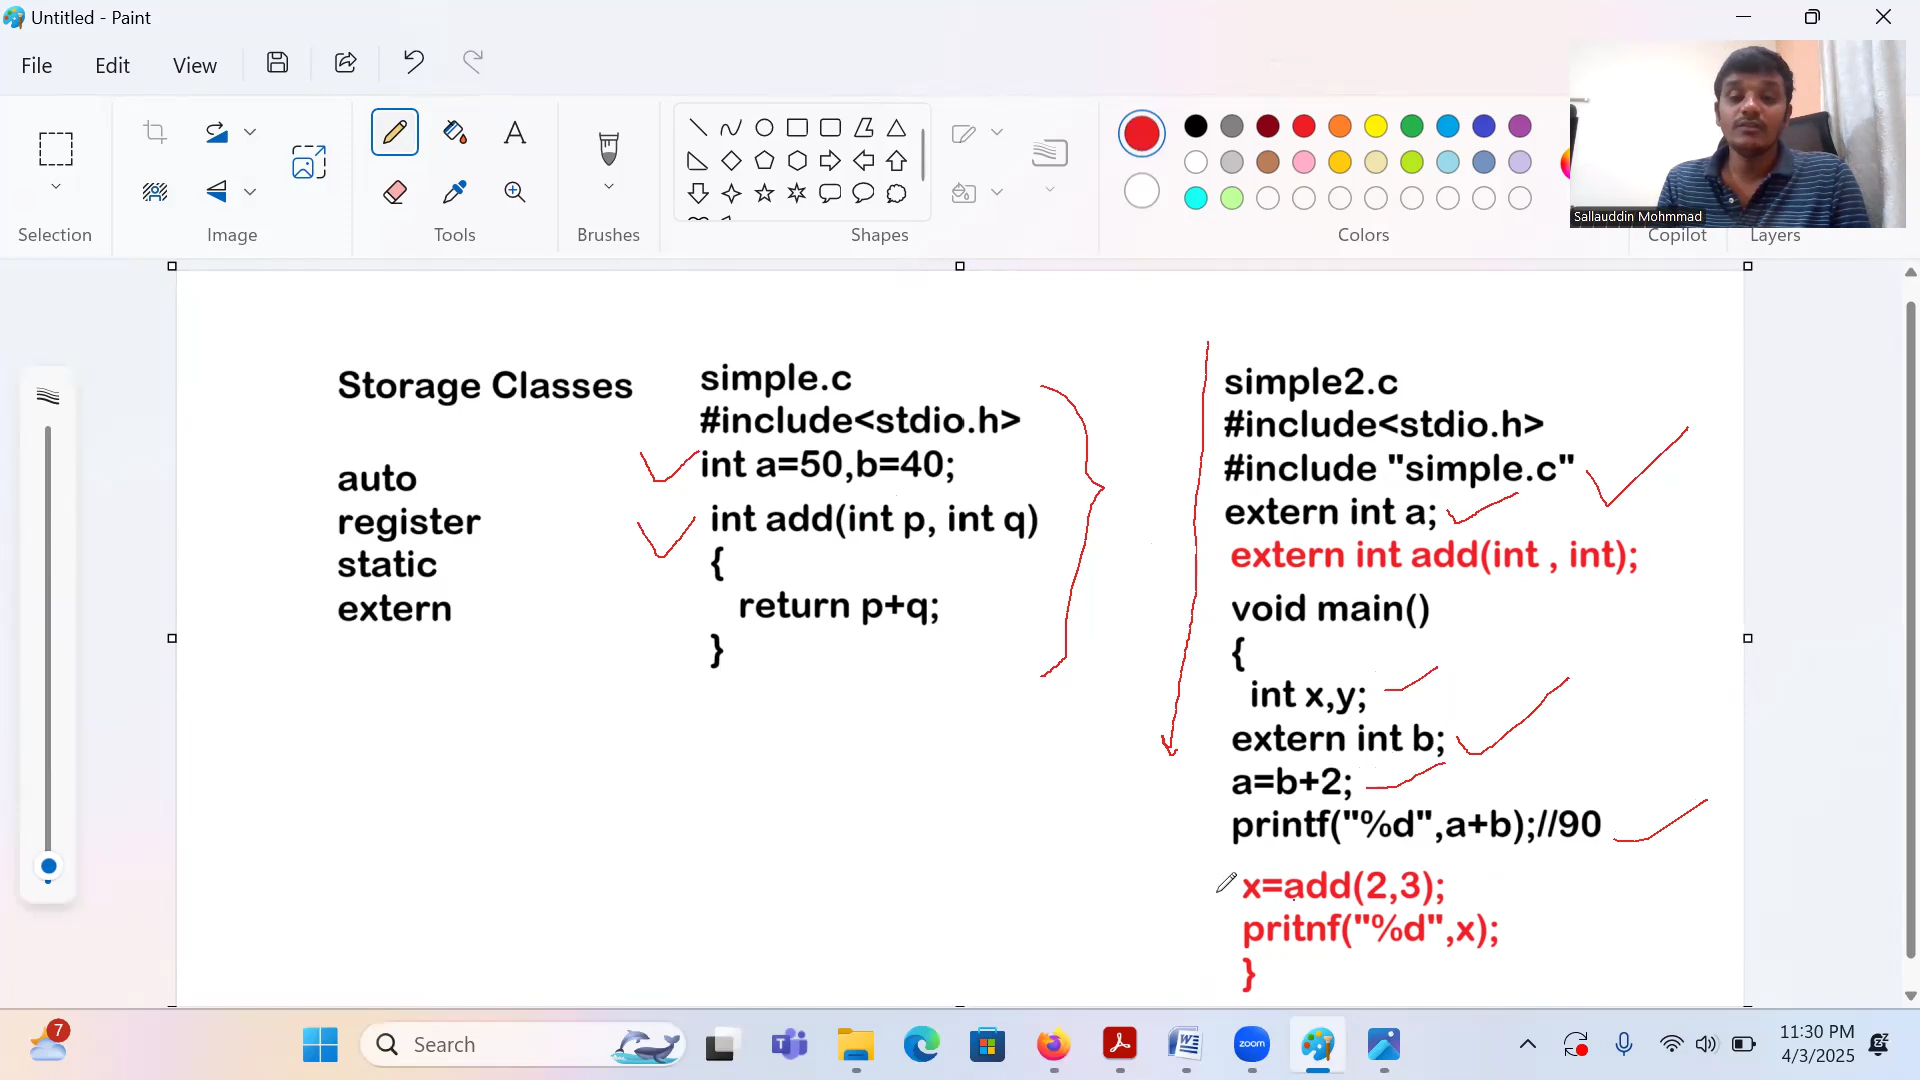 Untitled - Paint
File
Edit
View
Selection
Image
Tools
Brushes
Shapes
Colors
Copilot
Layers
Sallauddin Mohmmad
Storage Classes
auto
register
static
extern
simple.c
#include<stdio.h>
int a=50,b=40;
int add(int p, int q)
{
return p+q;
}
simple2.c
#include<stdio.h>
#include "simple.c"
extern int a;
extern int add(int , int);
void main()
{
int x,y;
extern int b;
a=b+2;
printf("%d",a+b);//90
x=add(2,3);
pritnf("%d",x);
}
7
Search
zoom
11:30 PM
4/3/2025